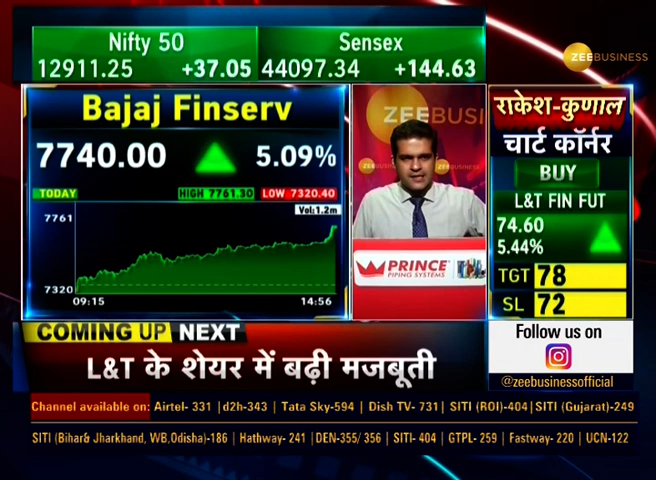 Nifty 50
12911.25 +37.05
Sensex
44097.34 +144.63
ZEEBUSINESS
Bajaj Finserv
7740.00 5.09%
TODAY HIGH 7761.30 LOW 7320.40
Vol:1.2m
7761
7320
09:15 14:56
ZEEBUSI
ZEEBUSINESS
PRINCE
PIPING SYSTEMS
राकेश-कुणाल
चार्ट कॉर्नर
BUY
L&T FIN FUT
74.60
5.44%
TGT 78
SL 72
COMING UP NEXT
L&T के शेयर में बढ़ी मजबूती
Follow us on
@zeebusinessofficial
Channel available on: Airtel- 331 | d2h-343 | Tata Sky-594 | Dish TV- 731 | SITI (ROI)-404 | SITI (Gujarat)-249
SITI (Bihar& Jharkhand, WB,Odisha)-186 | Hathway- 241 | DEN-355/ 356 | SITI- 404 | GTPL- 259 | Fastway- 220 | UCN-122